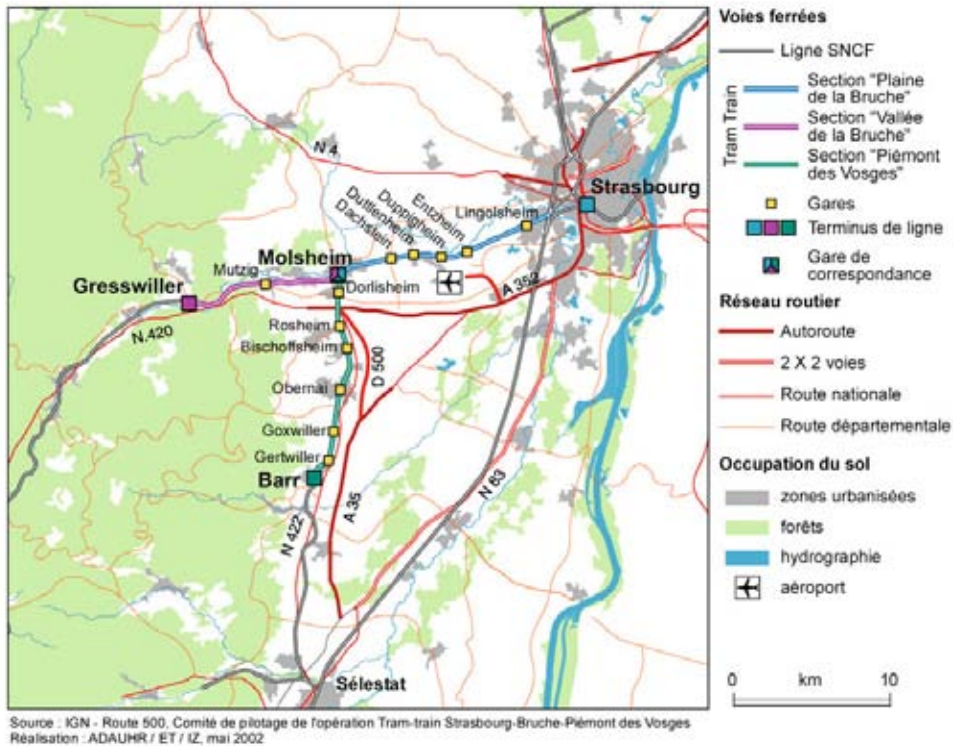 N 4
Strasbourg
Lingolsheim
Entzheim
Duppigheim
Duttlenheim
Dachstein
Molsheim
Mutzig
Dorlisheim
Gresswiller
A 352
N.420
Rosheim
Bischoffsheim
D 500
Obernai
Goxwiller
Gertwiller
Barr
A 35
N 63
N 422
Sélestat
Voies ferrées
Ligne SNCF
Tram Train
Section "Plaine
de la Bruche"
Section "Vallée
de la Bruche"
Section "Piémont
des Vosges"
Gares
Terminus de ligne
Gare de
correspondance
Réseau routier
Autoroute
2 X 2 voies
Route nationale
Route départementale
Occupation du sol
zones urbanisées
forêts
hydrographie
aéroport
0 km 10
Source : IGN - Route 500, Comité de pilotage de l'opération Tram-train Strasbourg-Bruche-Piémont des Vosges
Réalisation : ADAUHR / ET / IZ, mai 2002